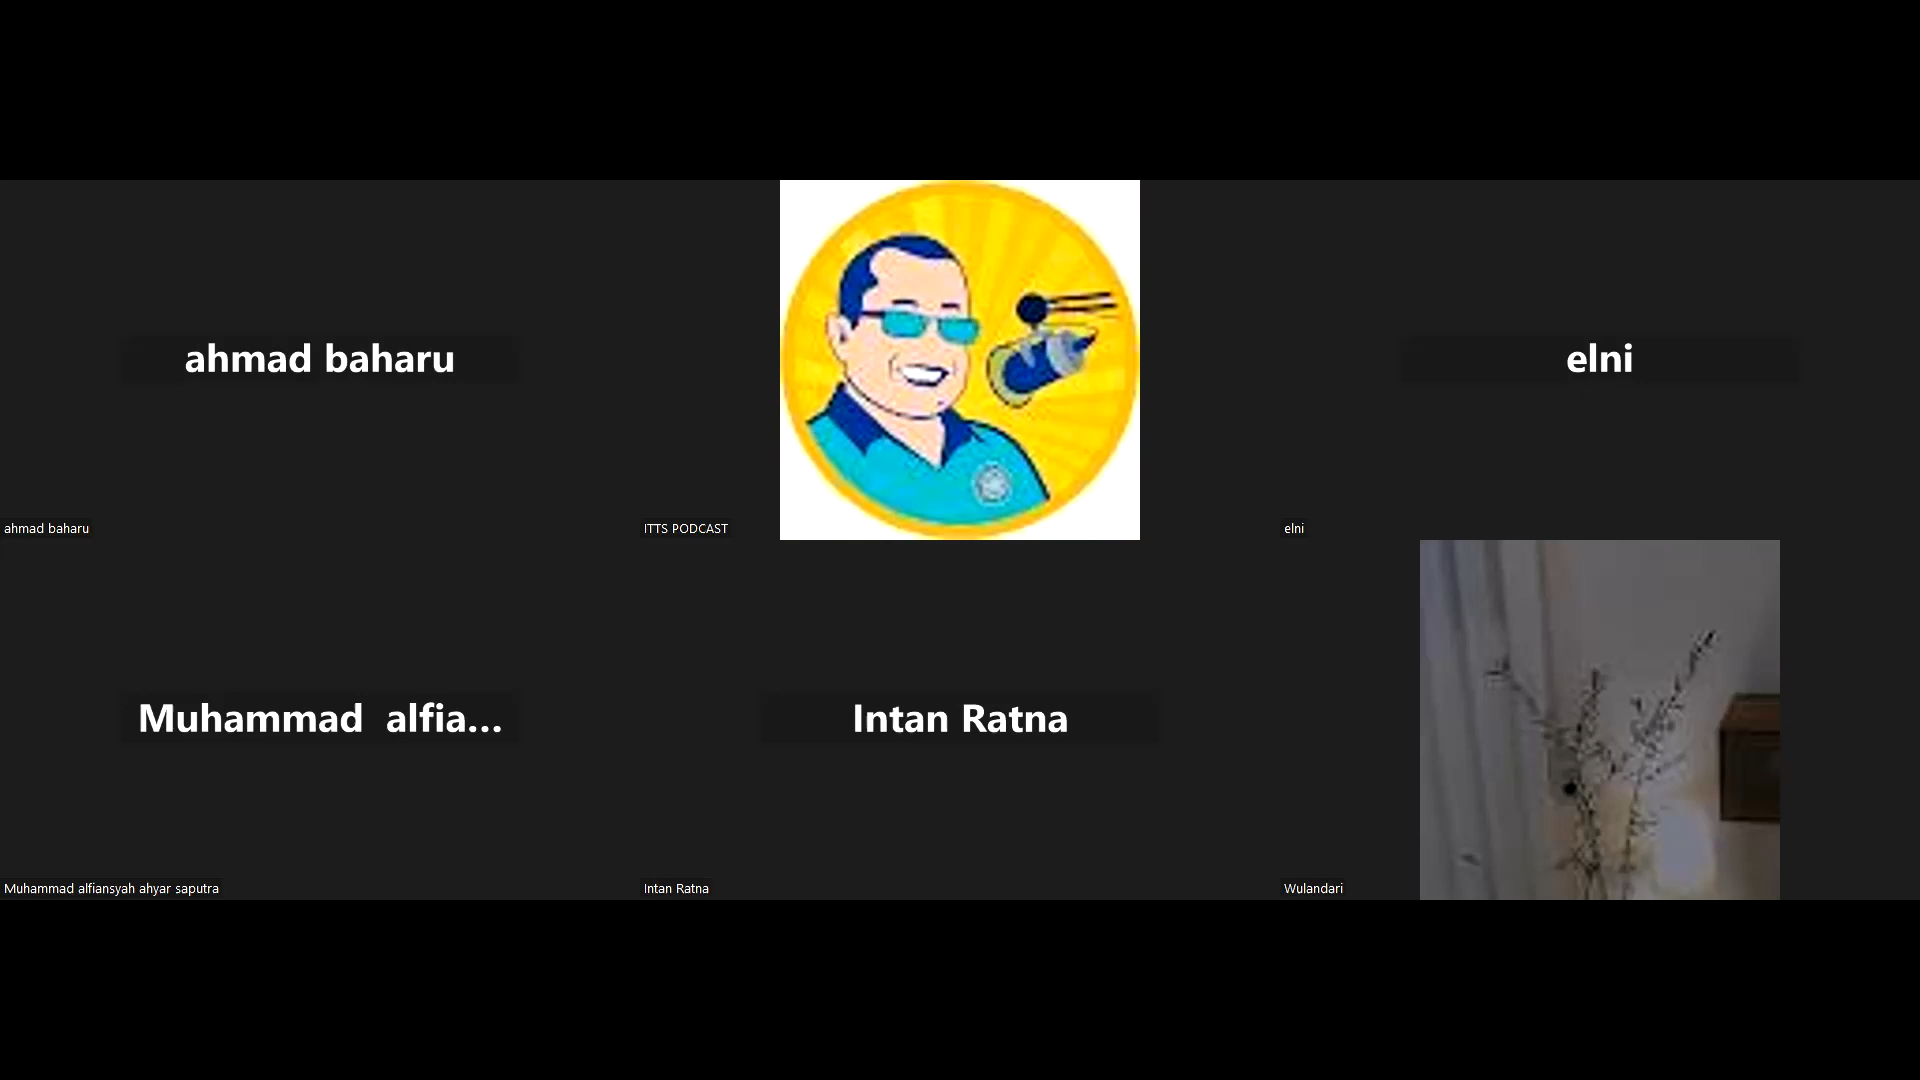 ahmad baharu
elni
ahmad baharu
ITTS PODCAST
elni
Muhammad  alfia...
Intan Ratna
Muhammad alfiansyah ahyar saputra
Intan Ratna
Wulandari